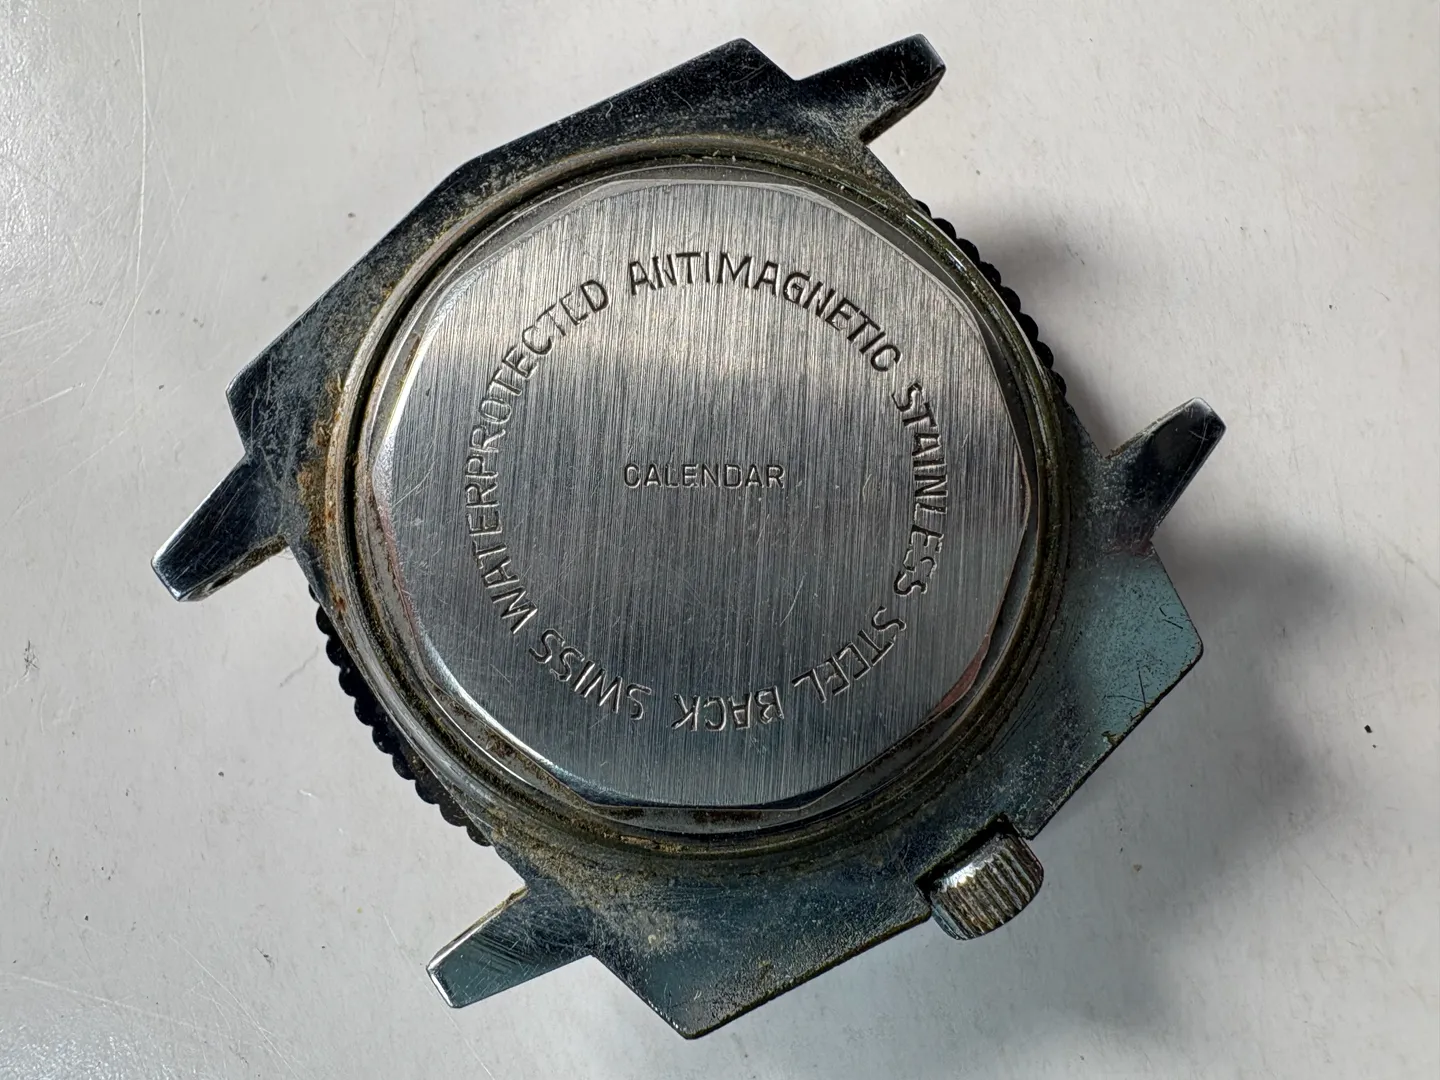 SWISS WATERPROTECTED ANTIMAGNETIC STAINLESS STEEL BACK
CALENDAR